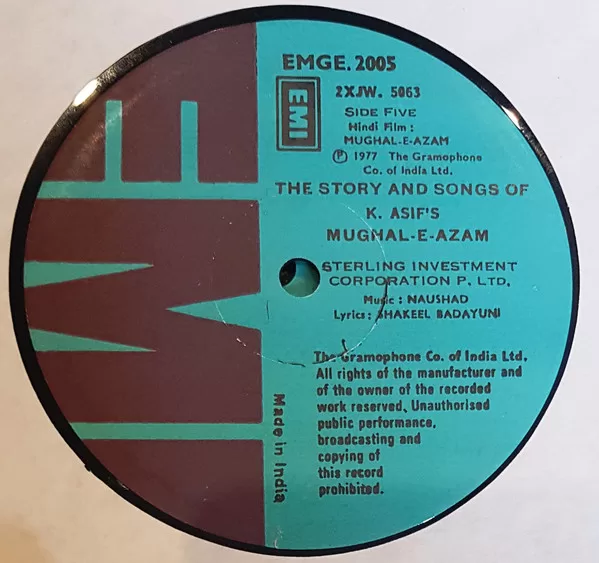 EMGE.2005
EMI
2XJW. 5063
SIDE FIVE
Hindi Film :
MUGHAL-E-AZAM
Ⓟ 1977 The Gramophone
Co. of India Ltd.
THE STORY AND SONGS OF
K. ASIF'S
MUGHAL-E-AZAM
STERLING INVESTMENT
CORPORATION P. LTD.
Music : NAUSHAD
Lyrics : SHAKEEL BADAYUNI
The Gramophone Co. of India Ltd.
All rights of the manufacturer and
of the owner of the recorded
work reserved. Unauthorised
public performance,
broadcasting and
copying of
this record
prohibited.
Made in India
EMI